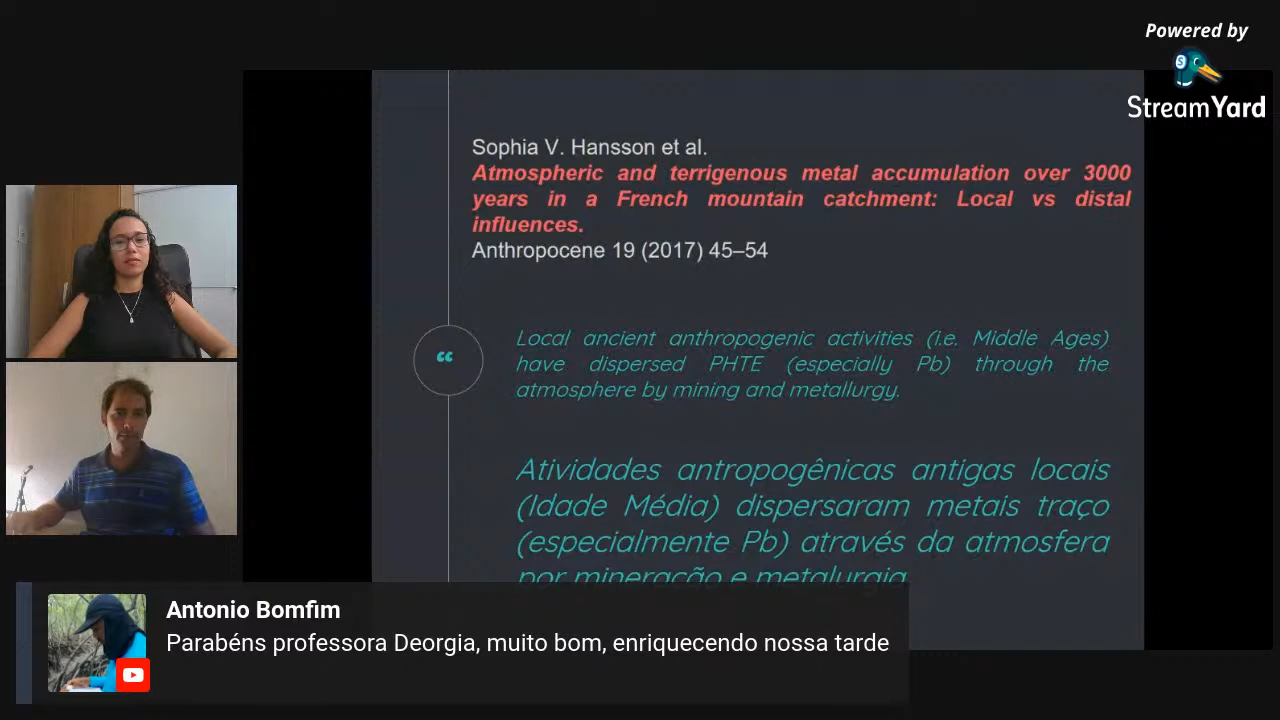 Powered by
StreamYard
Sophia V. Hansson et al.
Atmospheric and terrigenous metal accumulation over 3000
years in a French mountain catchment: Local vs distal
influences.
Anthropocene 19 (2017) 45–54
“
Local ancient anthropogenic activities (i.e. Middle Ages)
have dispersed PHTE (especially Pb) through the
atmosphere by mining and metallurgy.
Atividades antropogênicas antigas locais
(Idade Média) dispersaram metais traço
(especialmente Pb) através da atmosfera
por mineração e metalurgia
Antonio Bomfim
Parabéns professora Deorgia, muito bom, enriquecendo nossa tarde